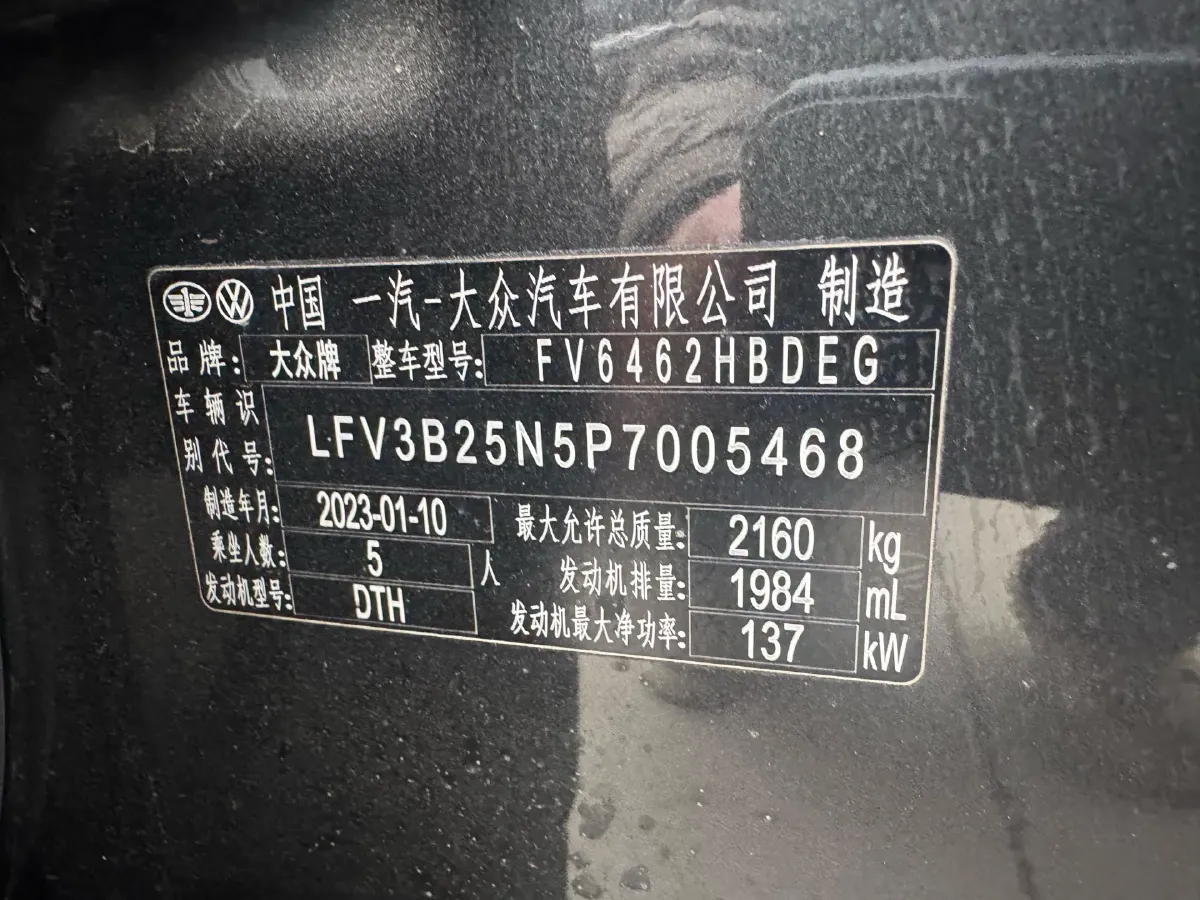 中国 一汽-大众汽车有限公司 制造
品牌: 大众牌 整车型号: FV6462HBDEG
车辆识
别代号: LFV3B25N5P7005468
制造年月: 2023-01-10 最大允许总质量: 2160 kg
乘坐人数: 5 人 发动机排量: 1984 mL
发动机型号: DTH 发动机最大净功率: 137 kW